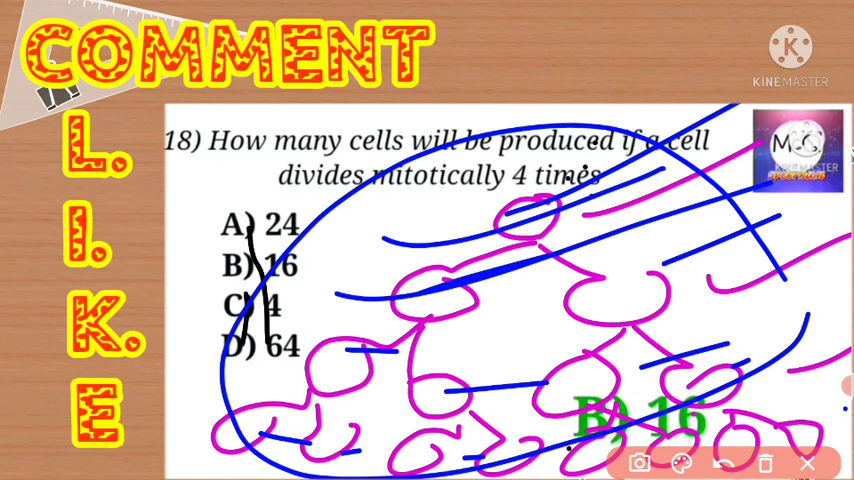 COMMENT
L.
I.
K.
E
KINEMASTER
18) How many cells will be produced if a cell
divides mitotically 4 times
M.C.
A) 24
B) 16
C) 4
D) 64
B) 16